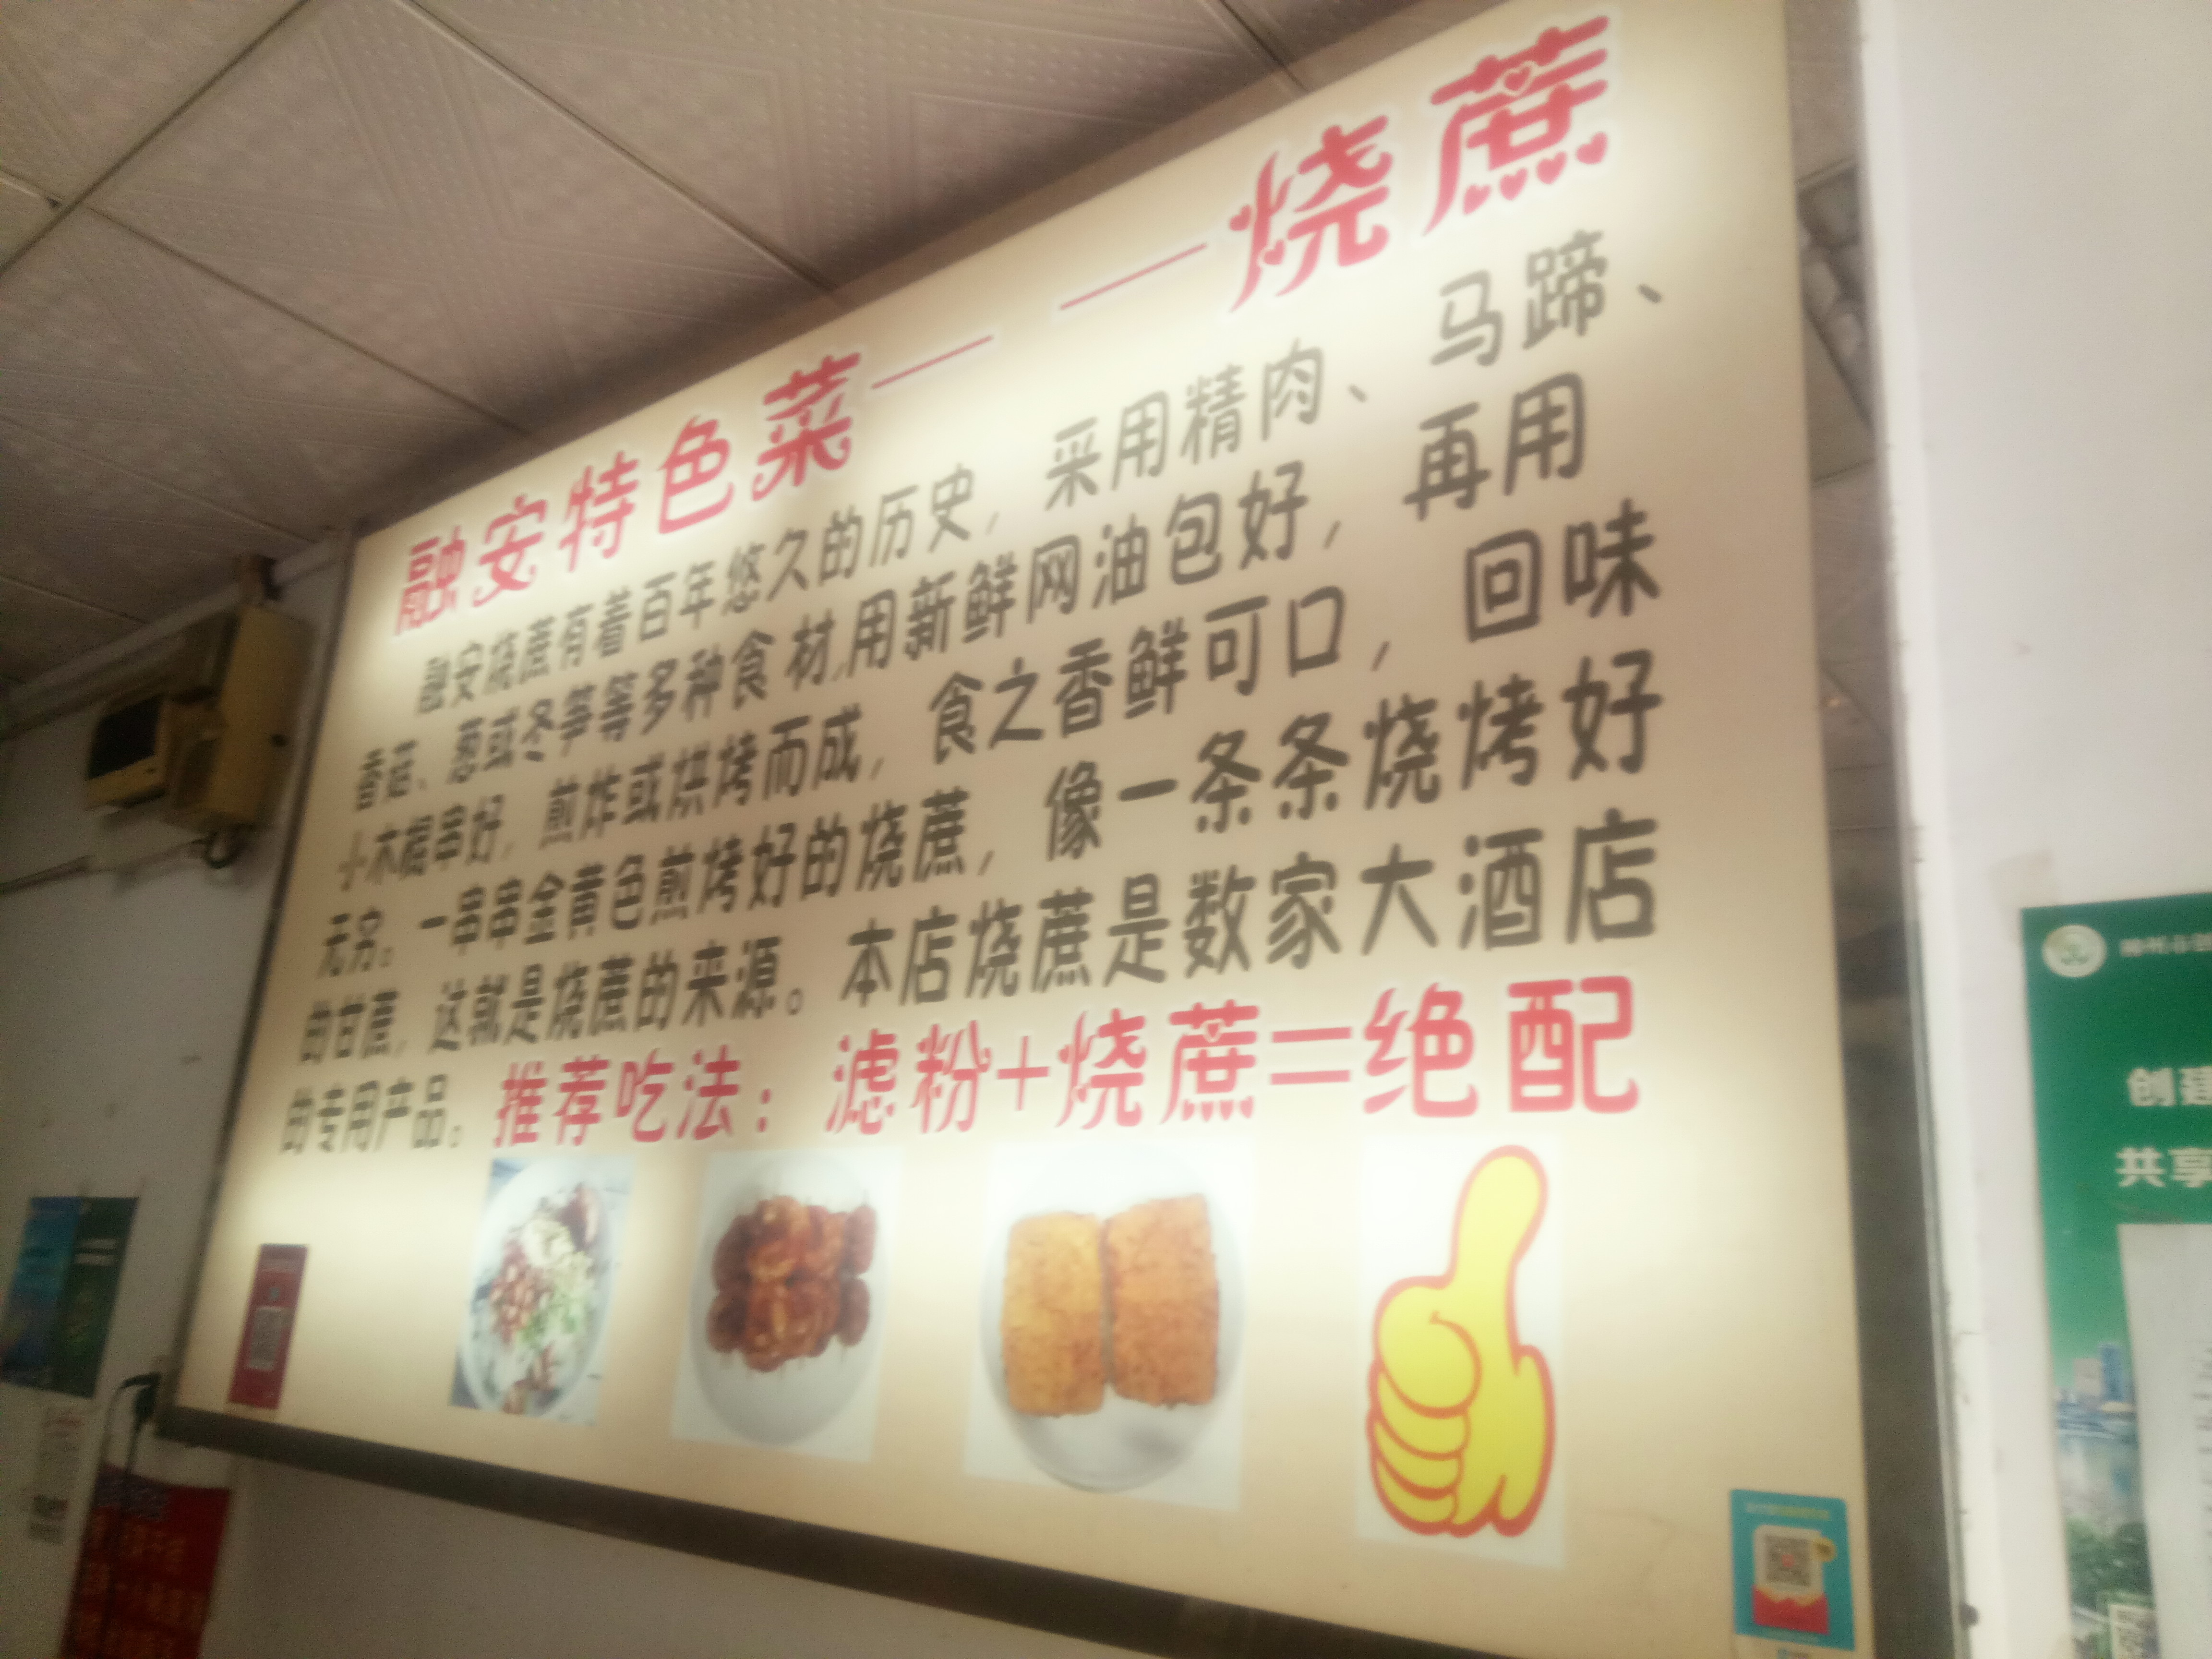 融安特色菜——烧蔗
融安烧蔗有着百年悠久的历史，采用精肉、马蹄、
香菇、葱或冬笋等多种食材,用新鲜网油包好，再用
小木棍串好，煎炸或烘烤而成，食之香鲜可口，回味
无穷。一串串金黄色煎烤好的烧蔗，像一条条烧烤好
的甘蔗，这就是烧蔗的来源。本店烧蔗是数家大酒店
的专用产品。推荐吃法：滤粉+烧蔗=绝配
创建
共享